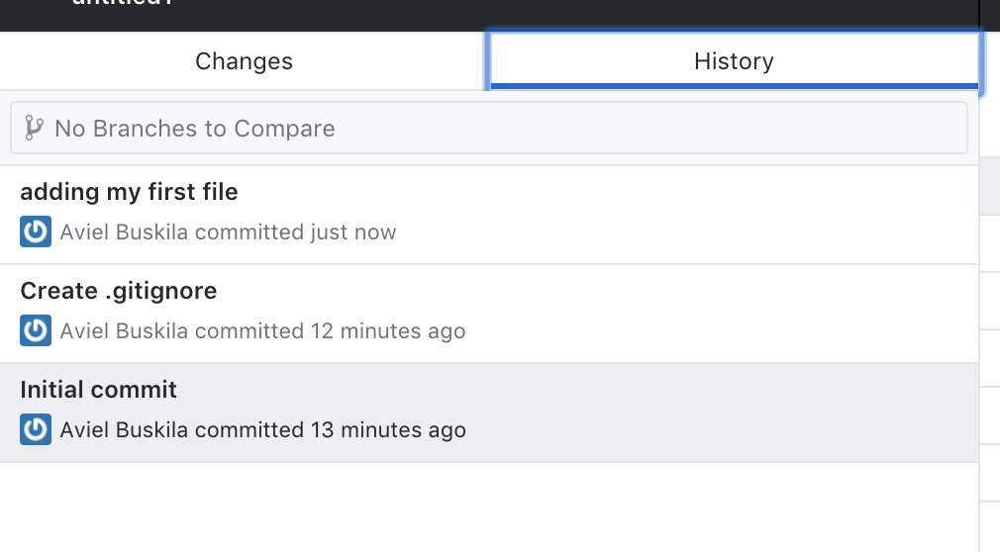 untitled1
Changes
History
No Branches to Compare
adding my first file
Aviel Buskila committed just now
Create .gitignore
Aviel Buskila committed 12 minutes ago
Initial commit
Aviel Buskila committed 13 minutes ago